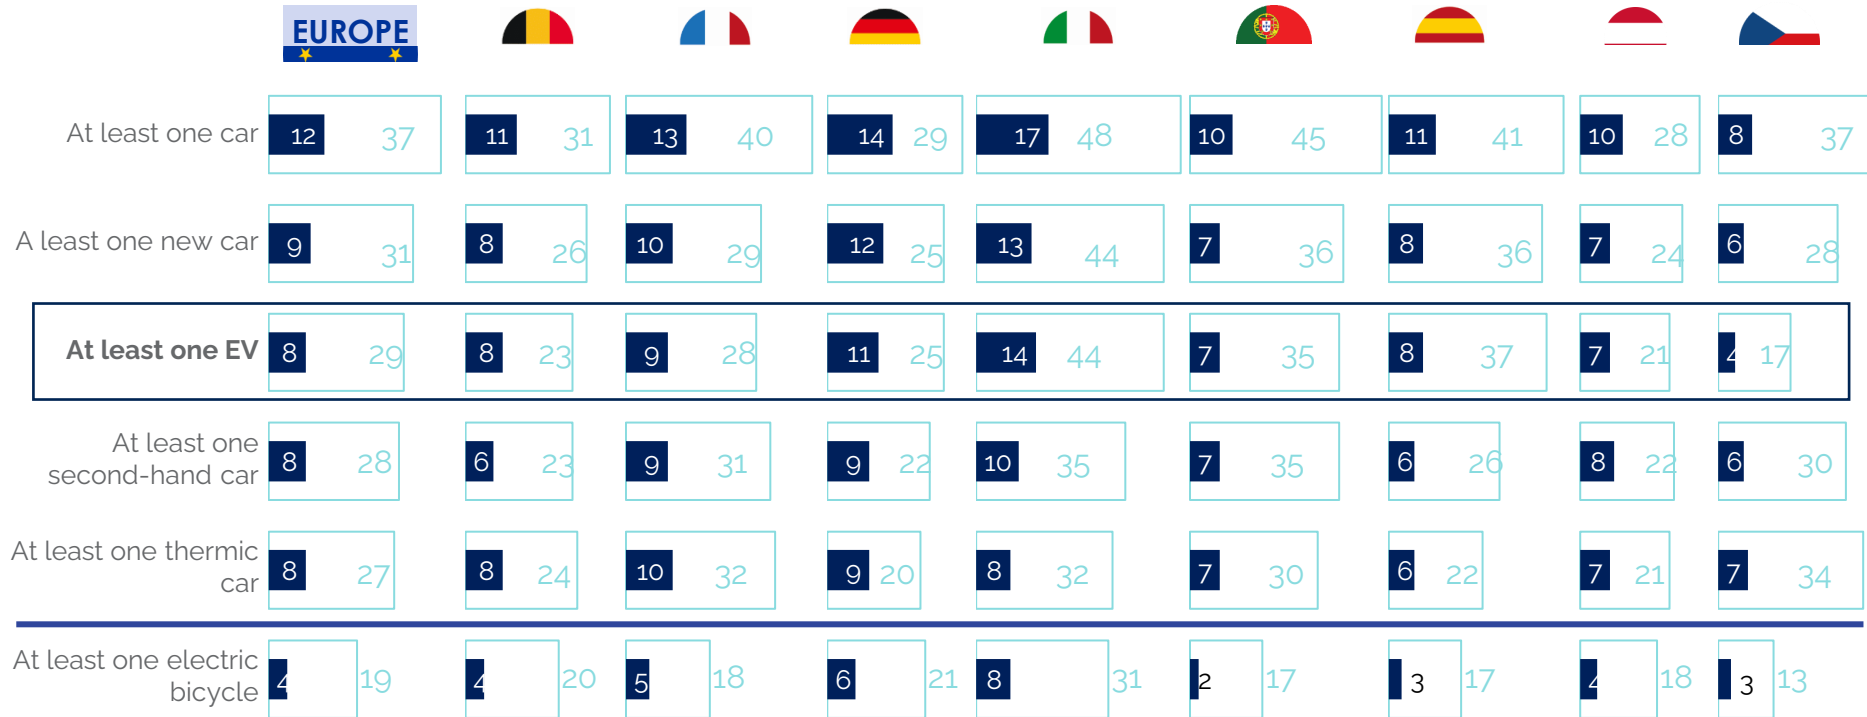 EUROPE
At least one car 12 37 11 31 13 40 14 29 17 48 10 45 11 41 10 28 8 37
A least one new car 9 31 8 26 10 29 12 25 13 44 7 36 8 36 7 24 6 28
At least one EV 8 29 8 23 9 28 11 25 14 44 7 35 8 37 7 21 4 17
At least one
second-hand car 8 28 6 23 9 31 9 22 10 35 7 35 6 26 8 22 6 30
At least one thermic
car 8 27 8 24 10 32 9 20 8 32 7 30 6 22 7 21 7 34
At least one electric
bicycle 4 19 4 20 5 18 6 21 8 31 2 17 3 17 4 18 3 13